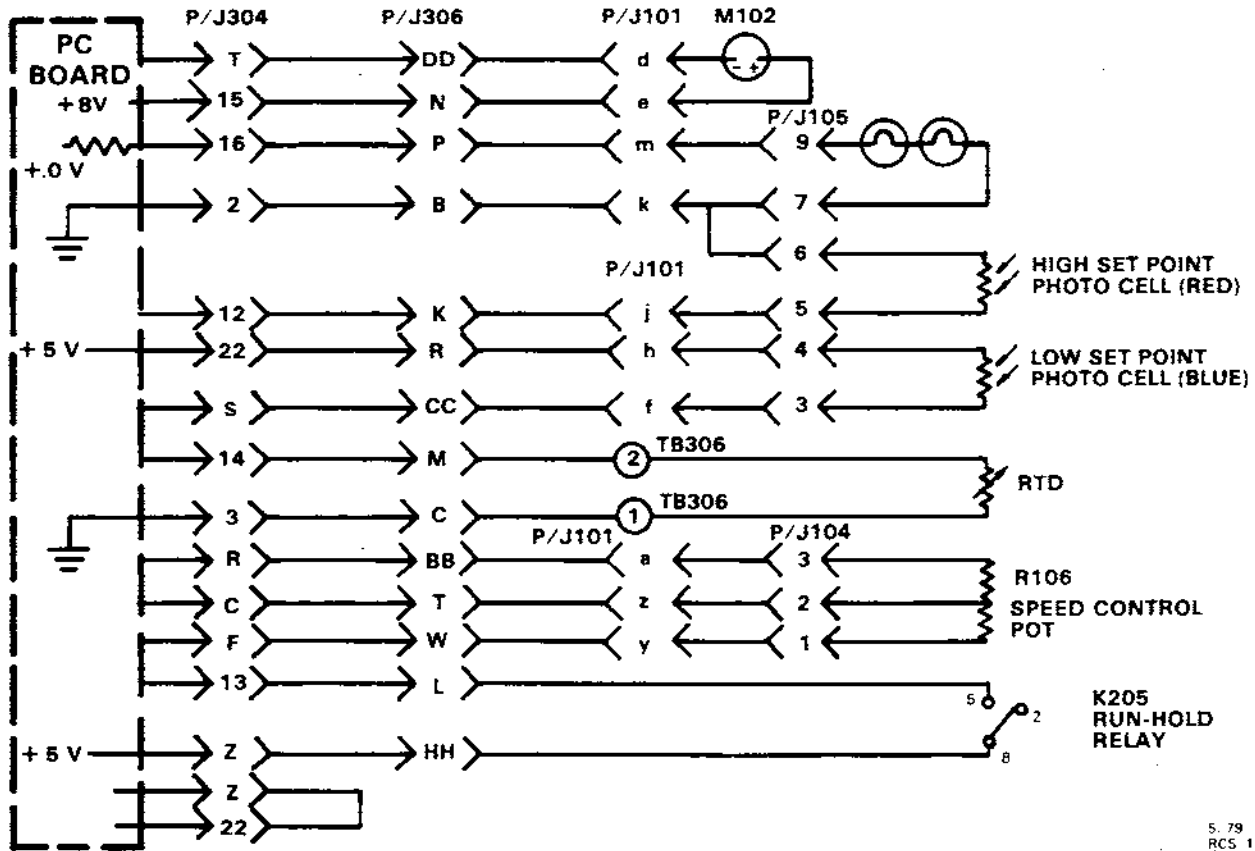 P/J304 P/J306 P/J101 M102
PC BOARD
T DD d - +
+8V 15 N e
P/J105
16 P m 9
+.0 V
2 B k 7
6
P/J101
HIGH SET POINT
PHOTO CELL (RED)
12 K j 5
+ 5 V 22 R h 4
LOW SET POINT
PHOTO CELL (BLUE)
S CC f 3
TB306
14 M 2
RTD
TB306
3 C 1
P/J101 P/J104
R BB a 3
R106
C T z 2
SPEED CONTROL
POT
F W y 1
13 L
5 2 8
K205
RUN-HOLD
RELAY
+ 5 V Z HH
Z
22
5. 79
RCS 1